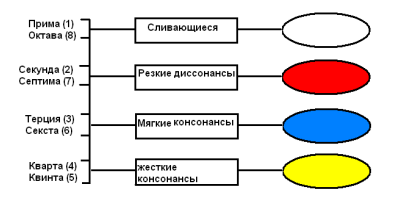 Прима (1)
Октава (8)
Сливающиеся
Секунда (2)
Септима (7)
Резкие диссонансы
Терция (3)
Секста (6)
Мягкие консонансы
Кварта (4)
Квинта (5)
жесткие
консонансы